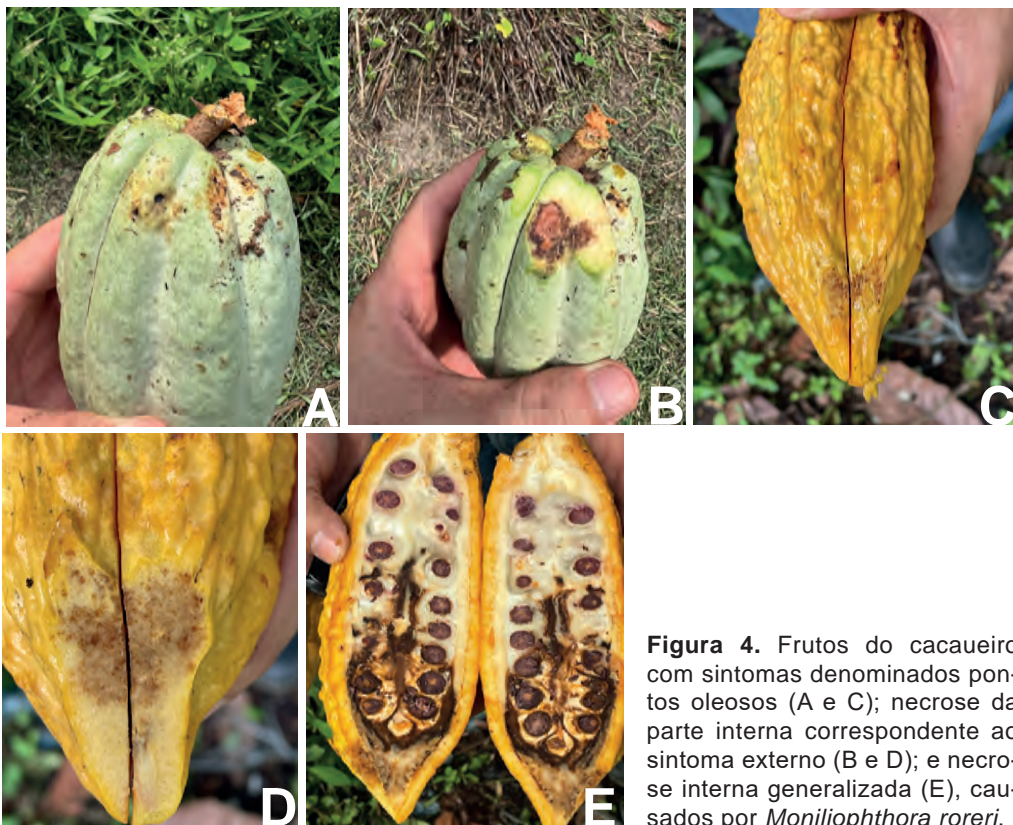 A
B
C
D
E
Figura 4. Frutos do cacaueiro
com sintomas denominados pon-
tos oleosos (A e C); necrose da
parte interna correspondente ao
sintoma externo (B e D); e necro-
se interna generalizada (E), cau-
sados por Moniliophthora roreri.